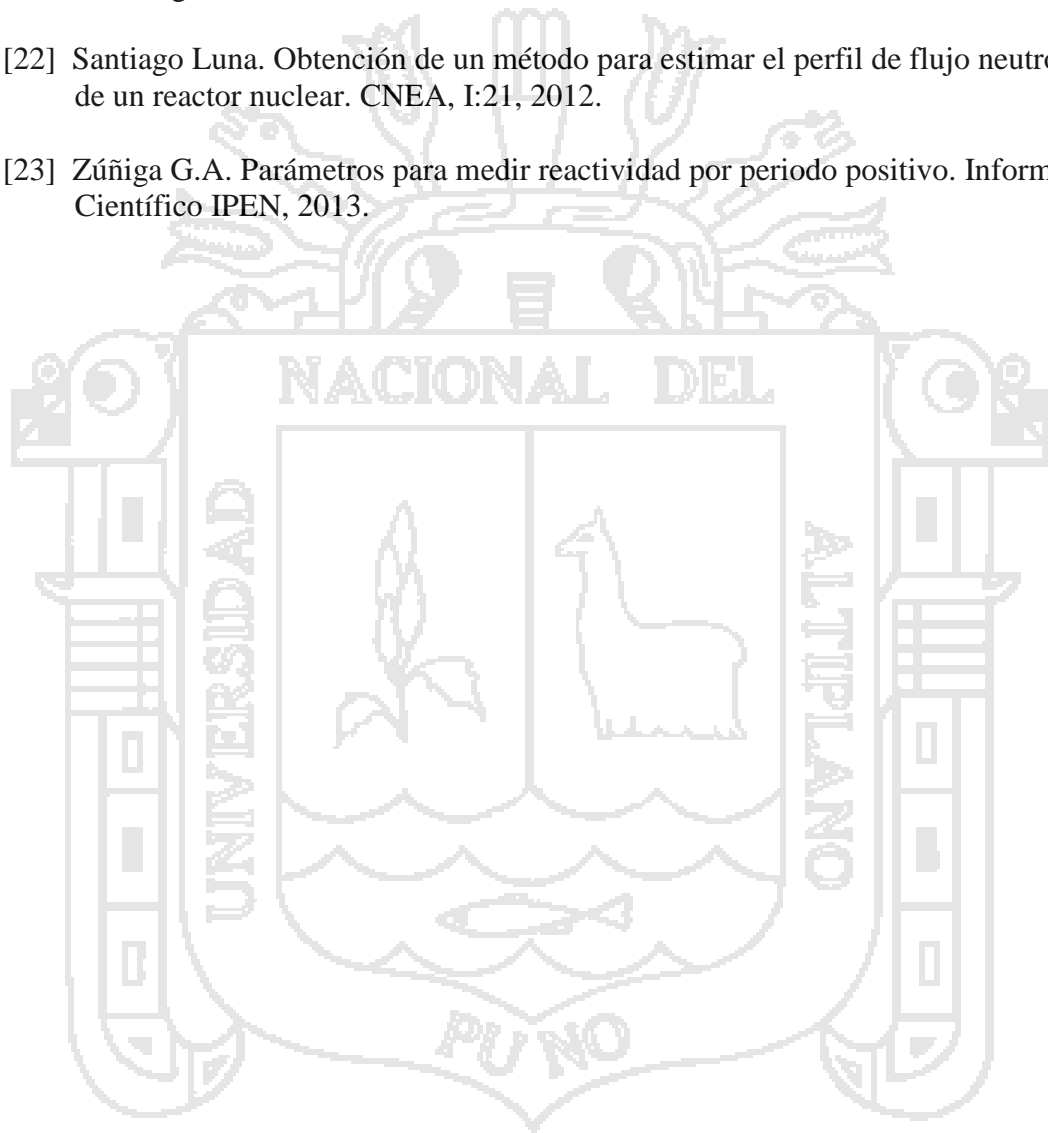 [22] Santiago Luna. Obtención de un método para estimar el perfil de flujo neutro
de un reactor nuclear. CNEA, I:21, 2012.
[23] Zúñiga G.A. Parámetros para medir reactividad por periodo positivo. Inform
Científico IPEN, 2013.
NACIONAL DEL
UNIVERSIDAD
ALTIPLANO
PUNO